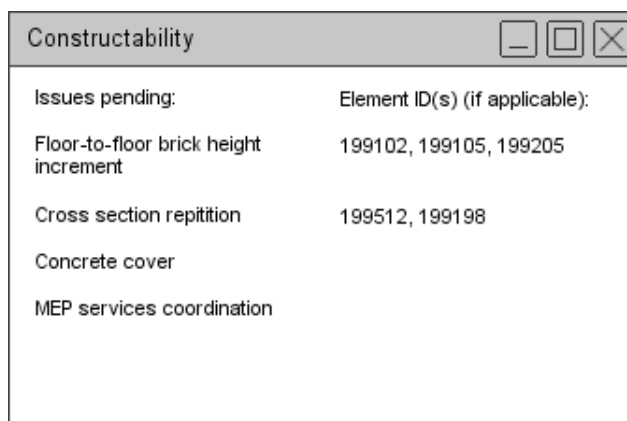 Constructability
Issues pending: Element ID(s) (if applicable):
Floor-to-floor brick height 199102, 199105, 199205
increment
Cross section repitition 199512, 199198
Concrete cover
MEP services coordination